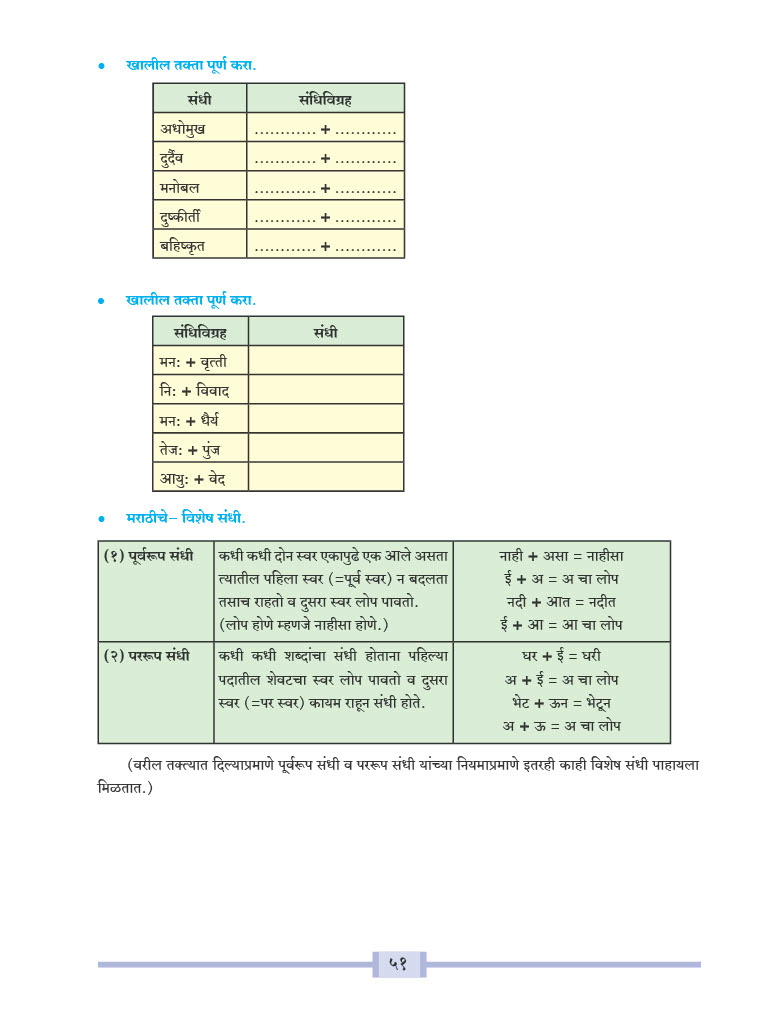 • खालील तक्ता पूर्ण करा.
संधी संधिविग्रह
अधोमुख ............ + ............
दुर्दैव ............ + ............
मनोबल ............ + ............
दुष्कीर्ती ............ + ............
बहिष्कृत ............ + ............
• खालील तक्ता पूर्ण करा.
संधिविग्रह संधी
मन: + वृत्ती
नि: + विवाद
मन: + धैर्य
तेज: + पुंज
आयु: + वेद
• मराठीचे– विशेष संधी.
(१) पूर्वरूप संधी
कधी कधी दोन स्वर एकापुढे एक आले असता
त्यातील पहिला स्वर (=पूर्व स्वर) न बदलता
तसाच राहतो व दुसरा स्वर लोप पावतो.
(लोप होणे म्हणजे नाहीसा होणे.)
नाही + असा = नाहीसा
ई + अ = अ चा लोप
नदी + आत = नदीत
ई + आ = आ चा लोप
(२) पररूप संधी
कधी कधी शब्दांचा संधी होताना पहिल्या
पदातील शेवटचा स्वर लोप पावतो व दुसरा
स्वर (=पर स्वर) कायम राहून संधी होते.
घर + ई = घरी
अ + ई = अ चा लोप
भेट + ऊन = भेटून
अ + ऊ = अ चा लोप
(वरील तक्त्यात दिल्याप्रमाणे पूर्वरूप संधी व पररूप संधी यांच्या नियमाप्रमाणे इतरही काही विशेष संधी पाहायला
मिळतात.)
५१